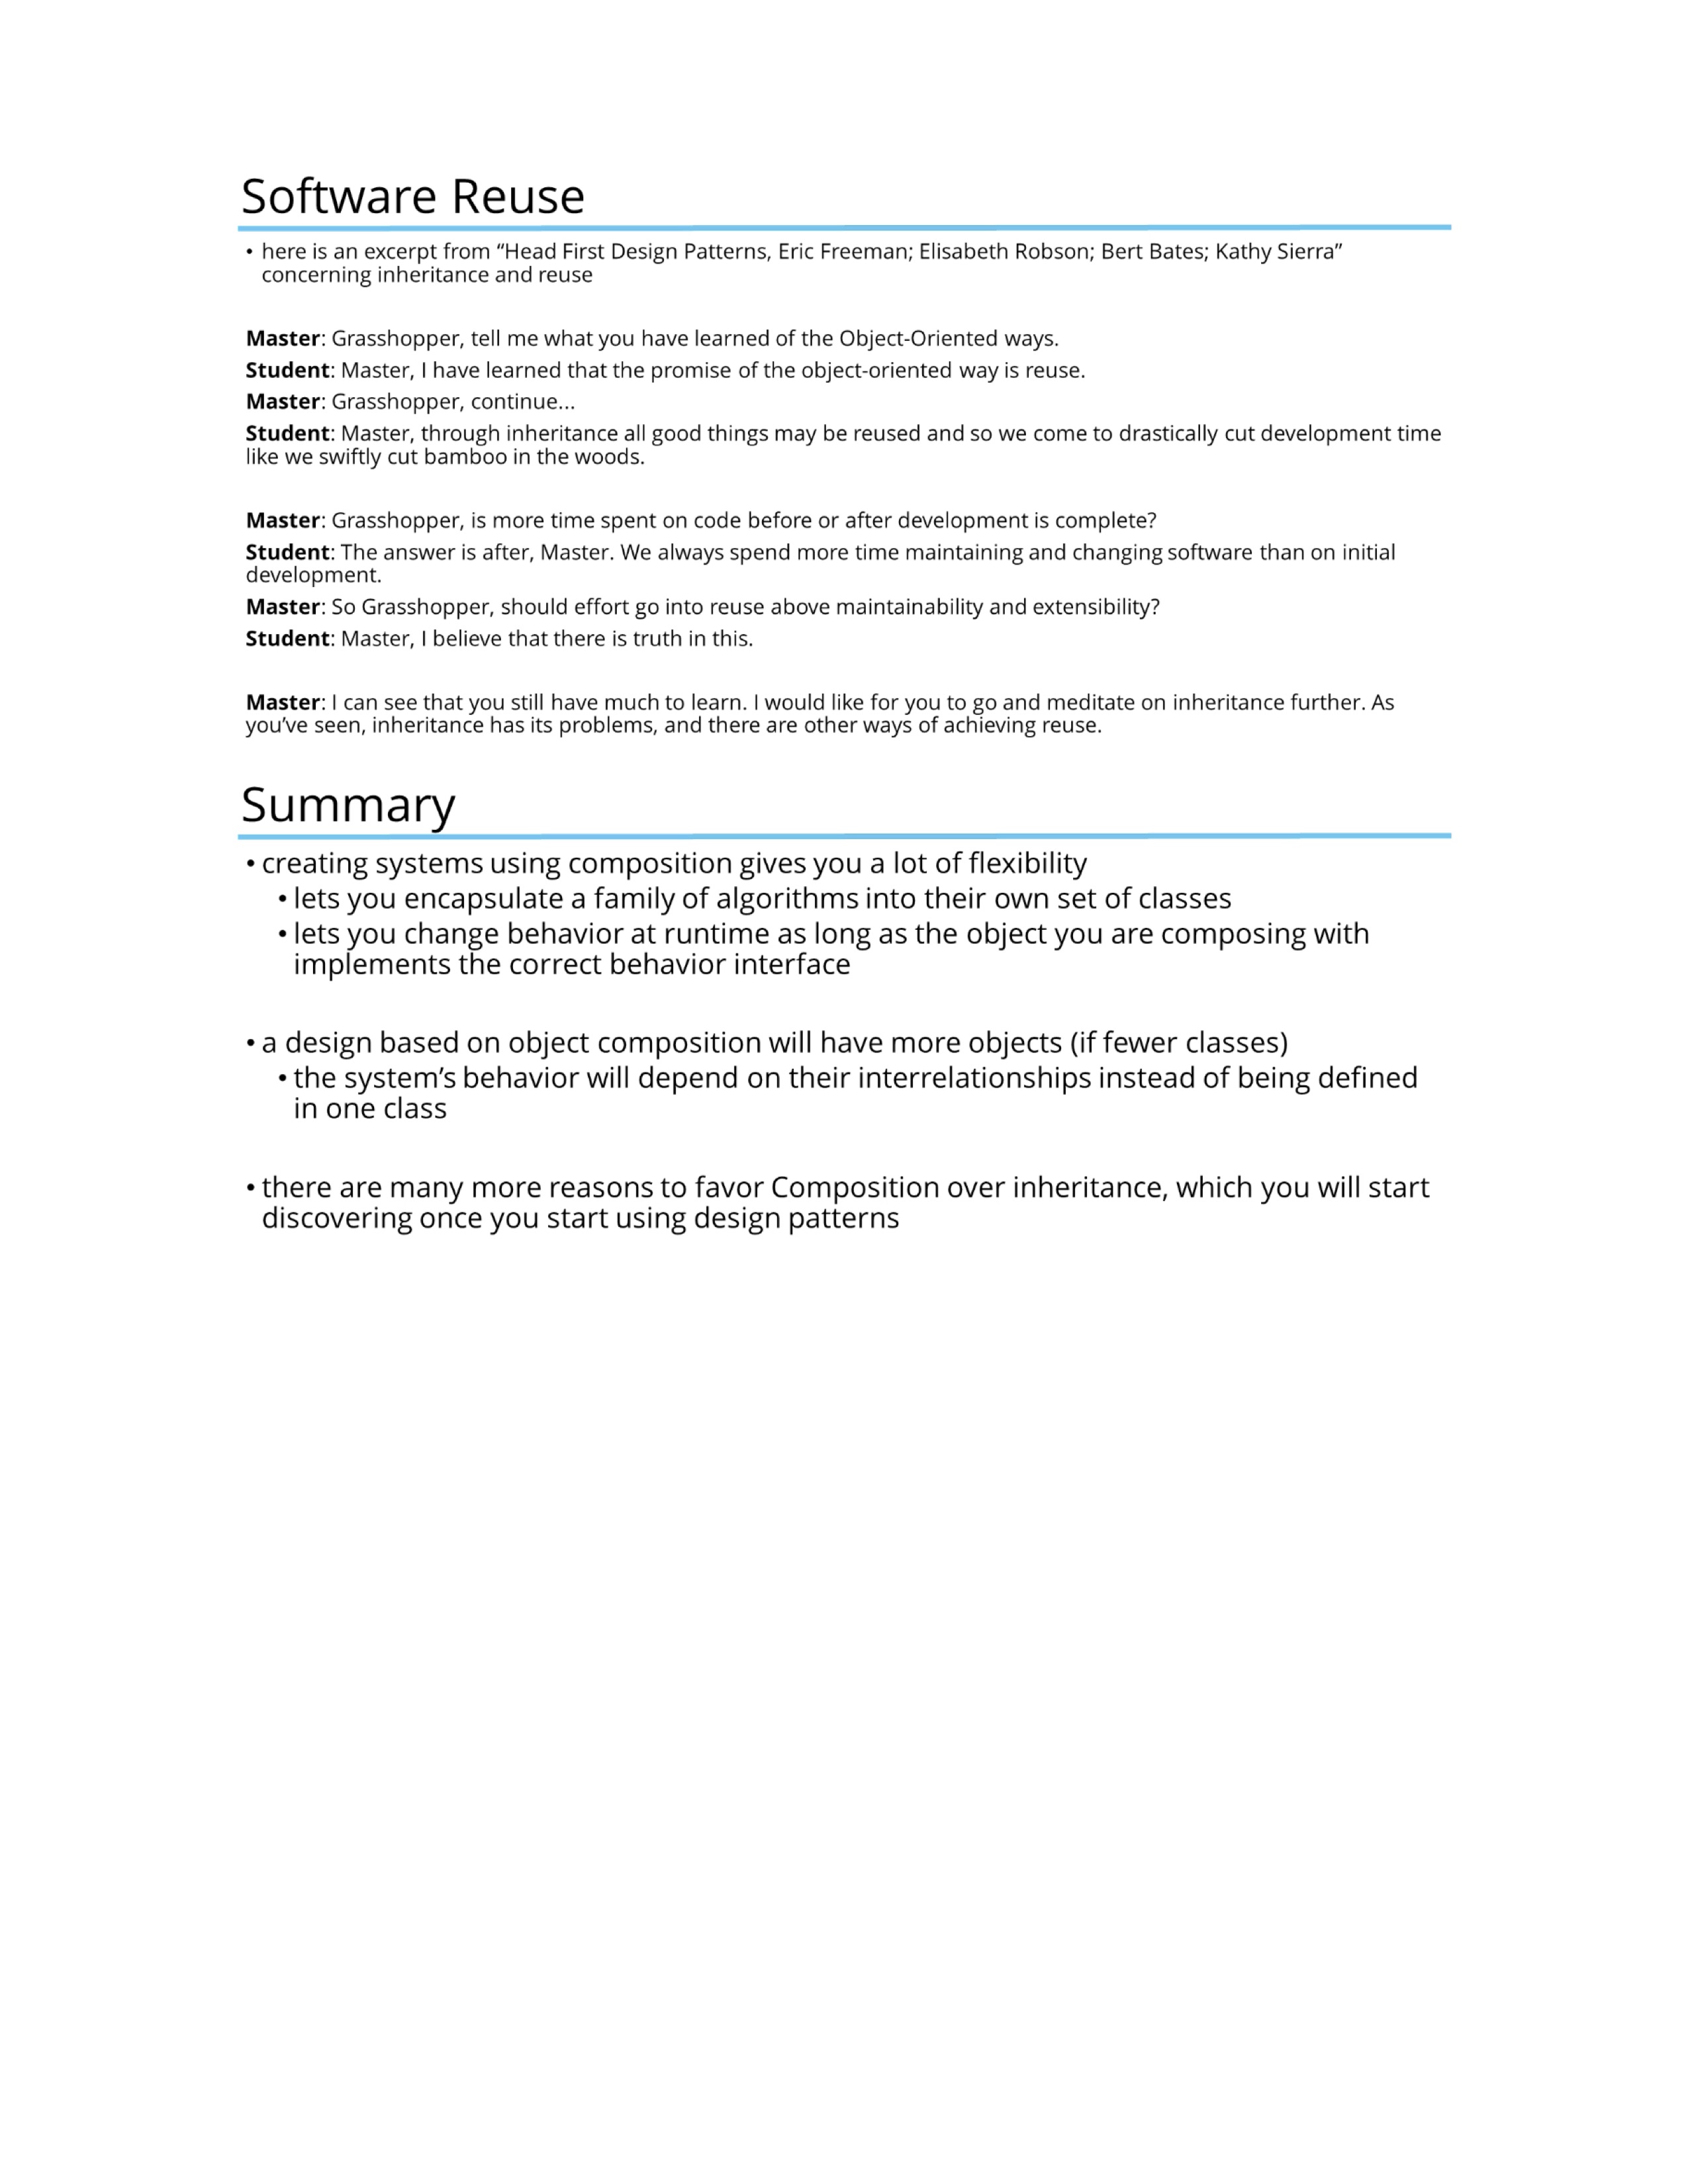 Software Reuse
• here is an excerpt from “Head First Design Patterns, Eric Freeman; Elisabeth Robson; Bert Bates; Kathy Sierra”
concerning inheritance and reuse
Master: Grasshopper, tell me what you have learned of the Object-Oriented ways.
Student: Master, I have learned that the promise of the object-oriented way is reuse.
Master: Grasshopper, continue...
Student: Master, through inheritance all good things may be reused and so we come to drastically cut development time
like we swiftly cut bamboo in the woods.
Master: Grasshopper, is more time spent on code before or after development is complete?
Student: The answer is after, Master. We always spend more time maintaining and changing software than on initial
development.
Master: So Grasshopper, should effort go into reuse above maintainability and extensibility?
Student: Master, I believe that there is truth in this.
Master: I can see that you still have much to learn. I would like for you to go and meditate on inheritance further. As
you’ve seen, inheritance has its problems, and there are other ways of achieving reuse.
Summary
• creating systems using composition gives you a lot of flexibility
• lets you encapsulate a family of algorithms into their own set of classes
• lets you change behavior at runtime as long as the object you are composing with
implements the correct behavior interface
• a design based on object composition will have more objects (if fewer classes)
• the system’s behavior will depend on their interrelationships instead of being defined
in one class
• there are many more reasons to favor Composition over inheritance, which you will start
discovering once you start using design patterns